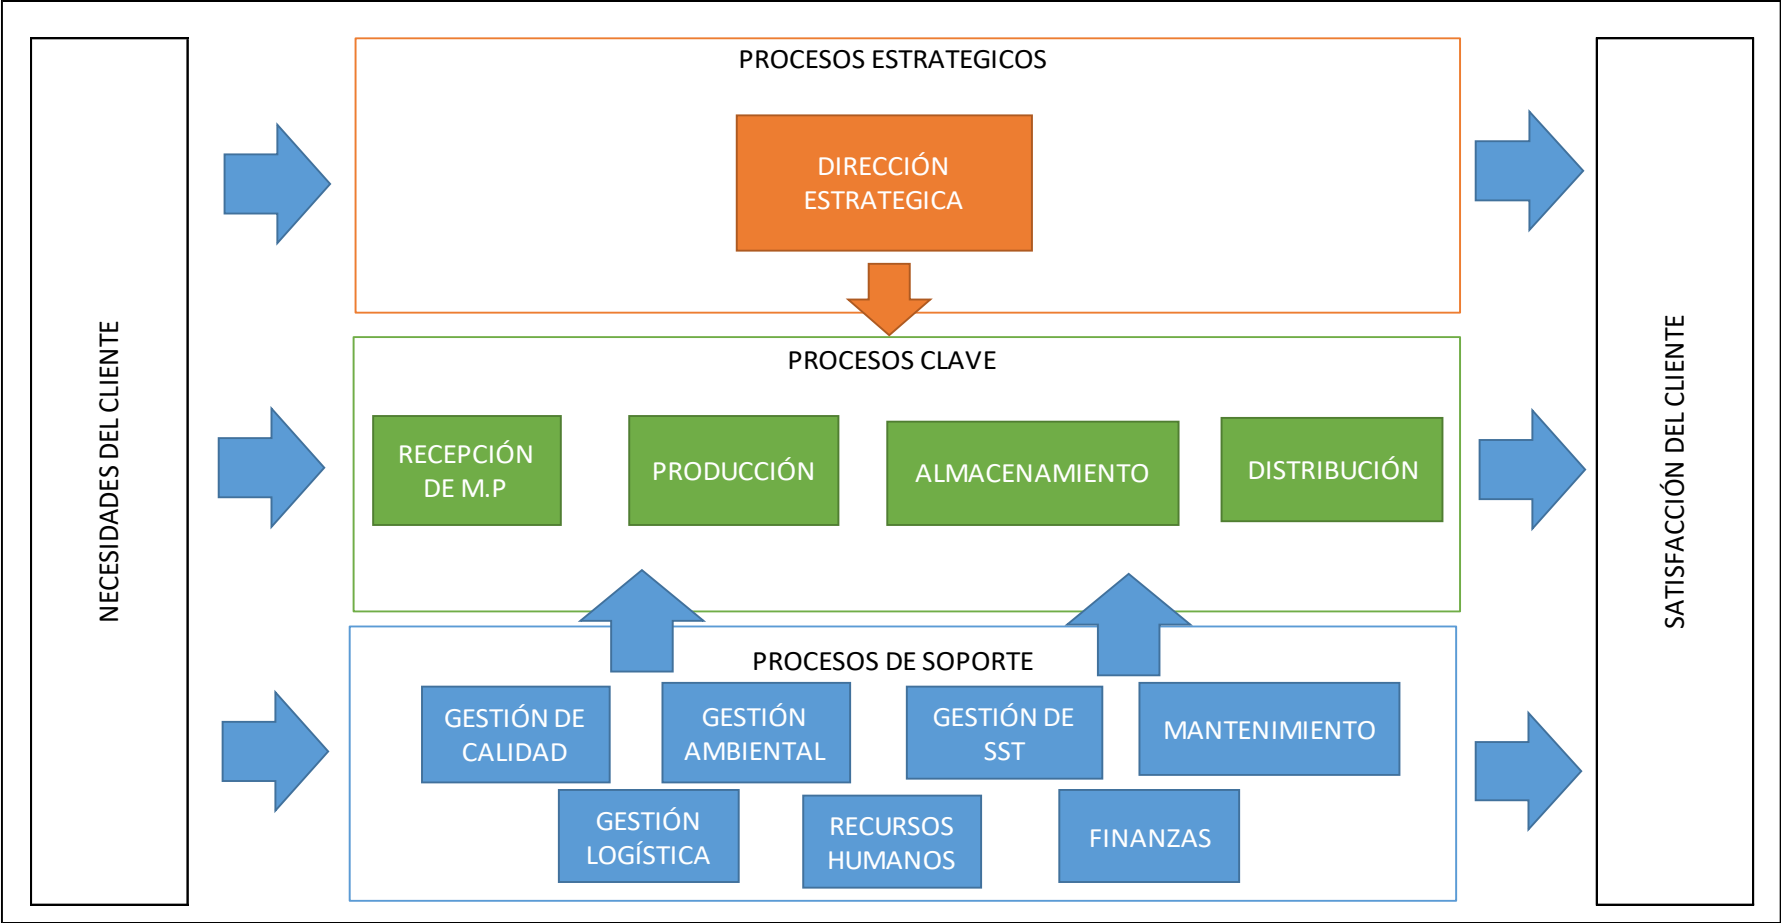 NECESIDADES DEL CLIENTE
PROCESOS ESTRATEGICOS
DIRECCIÓN
ESTRATEGICA
PROCESOS CLAVE
RECEPCIÓN
DE M.P
PRODUCCIÓN
ALMACENAMIENTO
DISTRIBUCIÓN
PROCESOS DE SOPORTE
GESTIÓN DE
CALIDAD
GESTIÓN
AMBIENTAL
GESTIÓN DE
SST
MANTENIMIENTO
GESTIÓN
LOGÍSTICA
RECURSOS
HUMANOS
FINANZAS
SATISFACCIÓN DEL CLIENTE